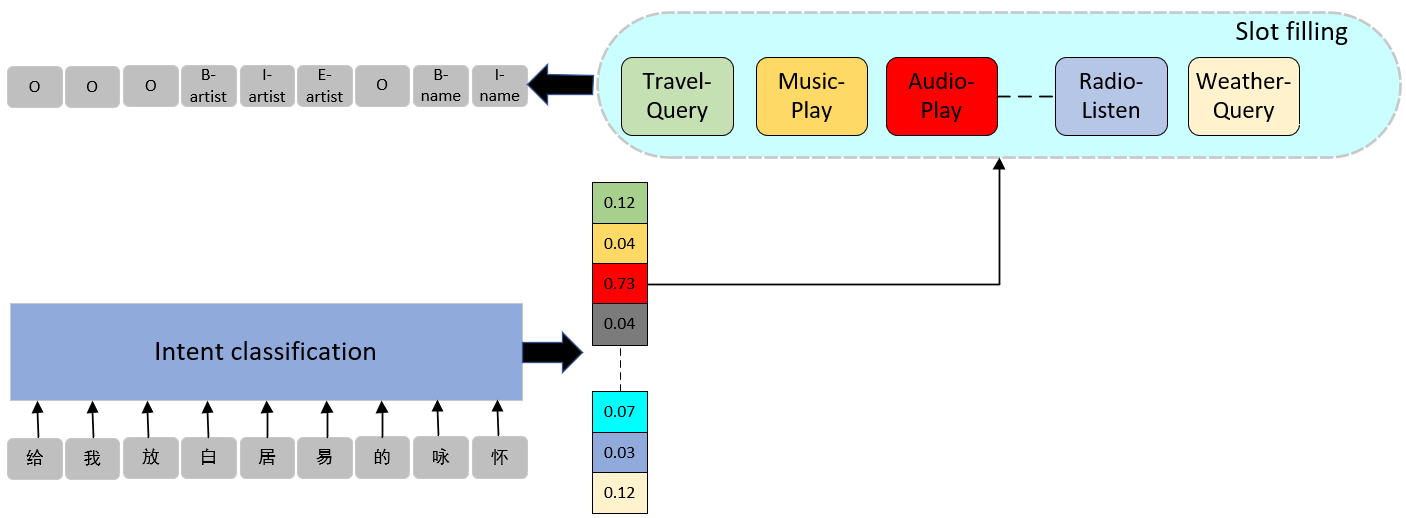 Slot filling
O
O
O
B-
artist
I-
artist
E-
artist
O
B-
name
I-
name
Travel-
Query
Music-
Play
Audio-
Play
Radio-
Listen
Weather-
Query
0.12
0.04
0.73
0.04
0.07
0.03
0.12
Intent classification
给
我
放
白
居
易
的
咏
怀